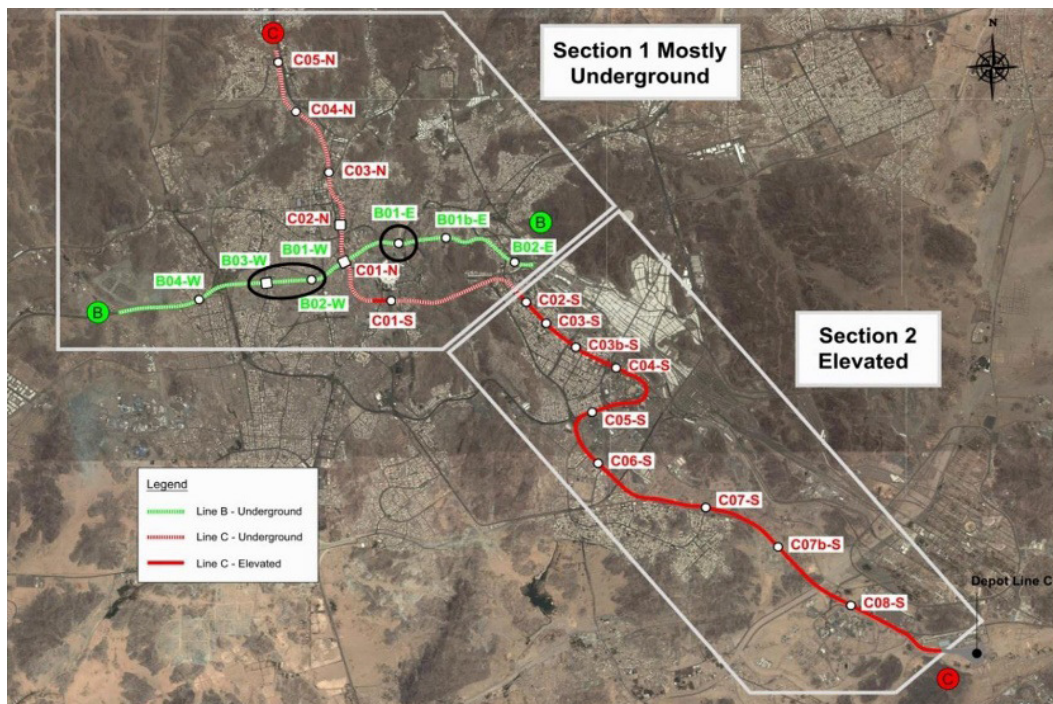 C
C05-N
Section 1 Mostly
Underground
N
C04-N
C03-N
C02-N
B01-E
B01b-E
B
B01-W
B03-W
B02-E
C01-N
B04-W
B02-W
B
C01-S
C02-S
C03-S
C03b-S
C04-S
Section 2
Elevated
C05-S
C06-S
Legend
Line B - Underground
Line C - Underground
Line C - Elevated
C07-S
C07b-S
Depot Line C
C08-S
C